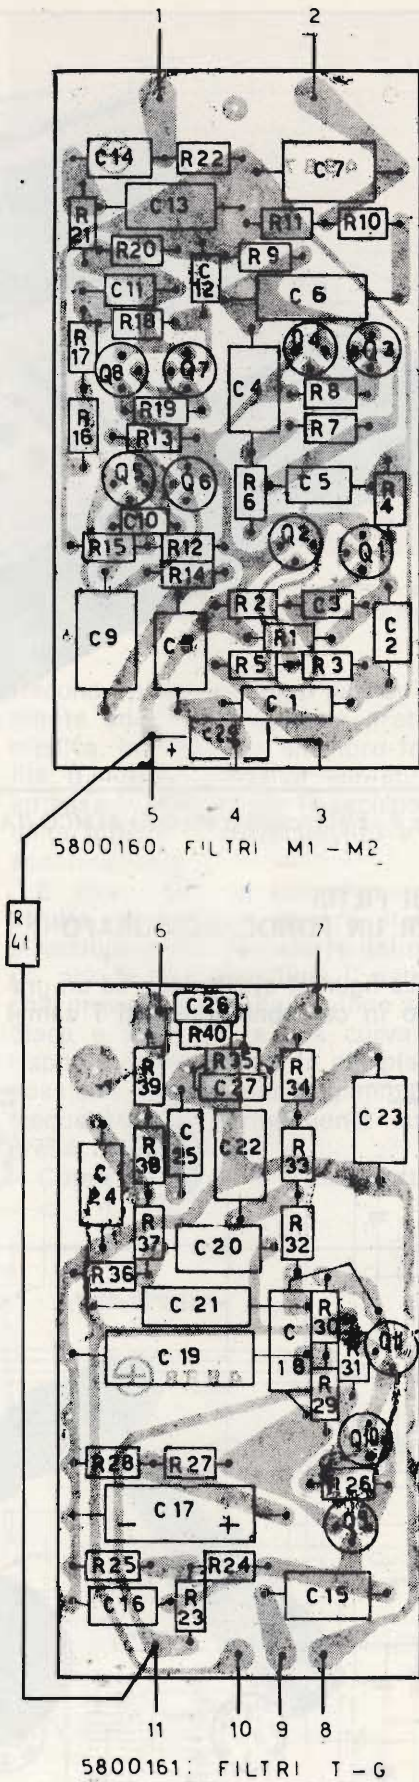 1 2
C14 R22 C7
R21 C13 R11 R10
R20 R9
C11 C12 C6
R17 R18 Q4 Q3
Q8 Q7 C4 R8
R16 R19 R7
R13
Q5 Q6 R6 C5 R4
C10 Q2
R15 R12 Q1
R14
C9 R2 C3 C2
R1
R5 R3
C1
+
5 4 3
5800160. FILTRI M1-M2
R41
6 7
C26
R40
R39 R35 R34 C23
C27
R38 C25 C22 R33
C24
R37 C20 R32
R36
C21 R30
C19 C18 R31 Q11
R29
Q10
R28 R27 R26
C17 Q9
- +
R25 R24
C16 R23 C15
11 10 9 8
5800161: FILTRI T-G